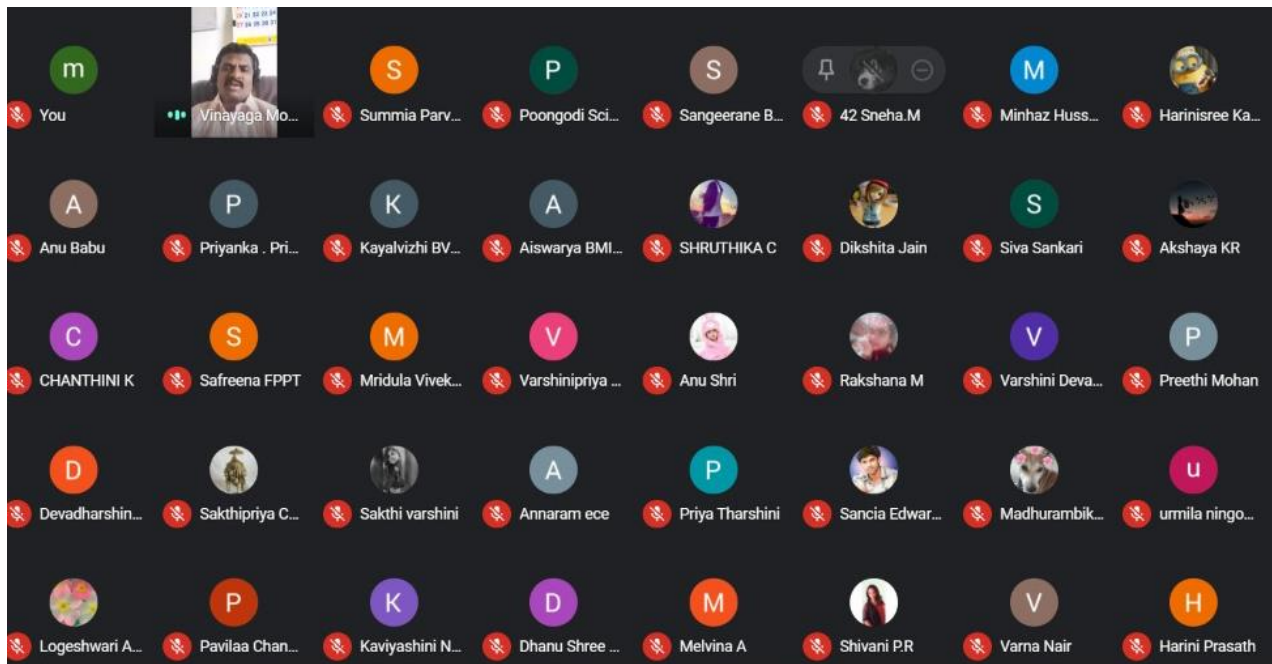 m
S
P
S
M
You
Vinayaga Mo...
Summia Parv...
Poongodi Sci...
Sangeerane B...
42 Sneha.M
Minhaz Huss...
Harinisree Ka...
A
P
K
A
S
Anu Babu
Priyanka . Pri...
Kayalvizhi BV...
Aiswarya BMI...
SHRUTHIKA C
Dikshita Jain
Siva Sankari
Akshaya KR
C
S
M
V
V
P
CHANTHINI K
Safreena FPPT
Mridula Vivek...
Varshinipriya ...
Anu Shri
Rakshana M
Varshini Deva...
Preethi Mohan
D
A
P
u
Devadharshin...
Sakthipriya C...
Sakthi varshini
Annaram ece
Priya Tharshini
Sancia Edwar...
Madhurambik...
urmila ningo...
P
K
D
M
V
H
Logeshwari A...
Pavilaa Chan...
Kaviyashini N...
Dhanu Shree ...
Melvina A
Shivani P.R
Varna Nair
Harini Prasath